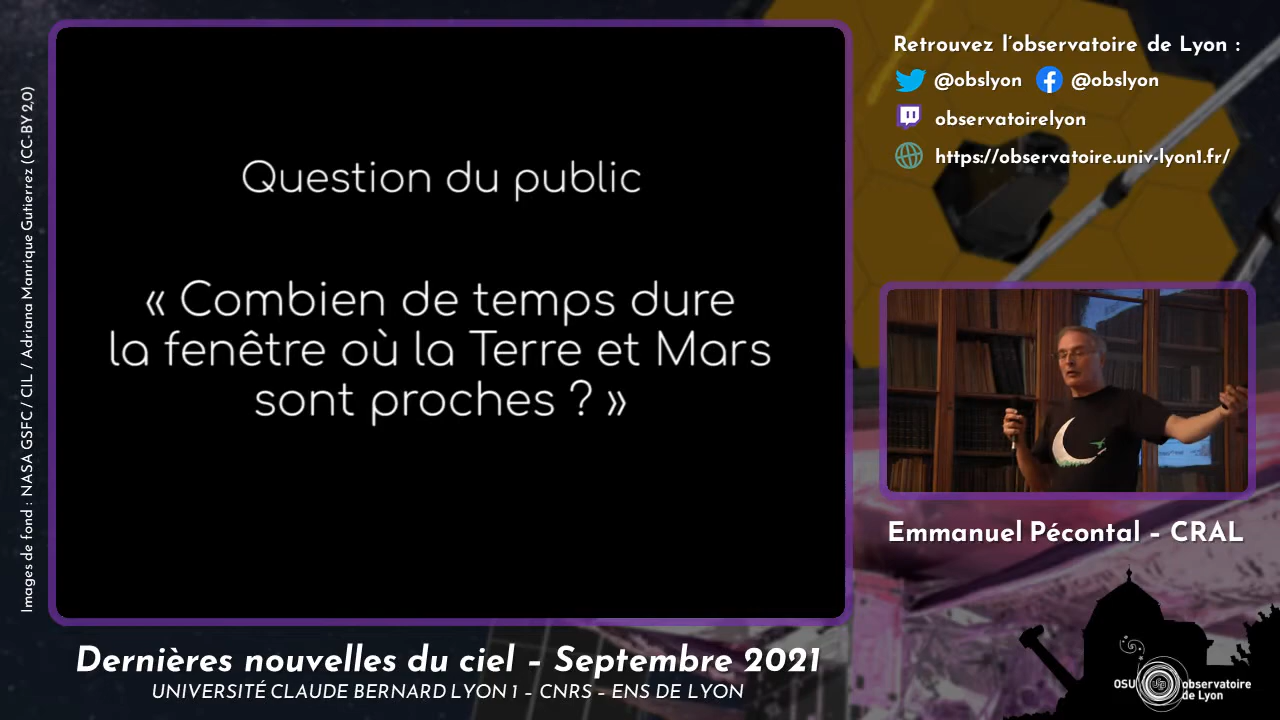 Images de fond : NASA GSFC / CIL / Adriana Manrique Gutierrez (CC-BY 2,0)
Question du public
« Combien de temps dure
la fenêtre où la Terre et Mars
sont proches ? »
Dernières nouvelles du ciel – Septembre 2021
UNIVERSITÉ CLAUDE BERNARD LYON 1 – CNRS – ENS DE LYON
Retrouvez l'observatoire de Lyon :
@obslyon @obslyon
observatoirelyon
https://observatoire.univ-lyon1.fr/
Emmanuel Pécontal – CRAL
OSUL observatoire
de Lyon